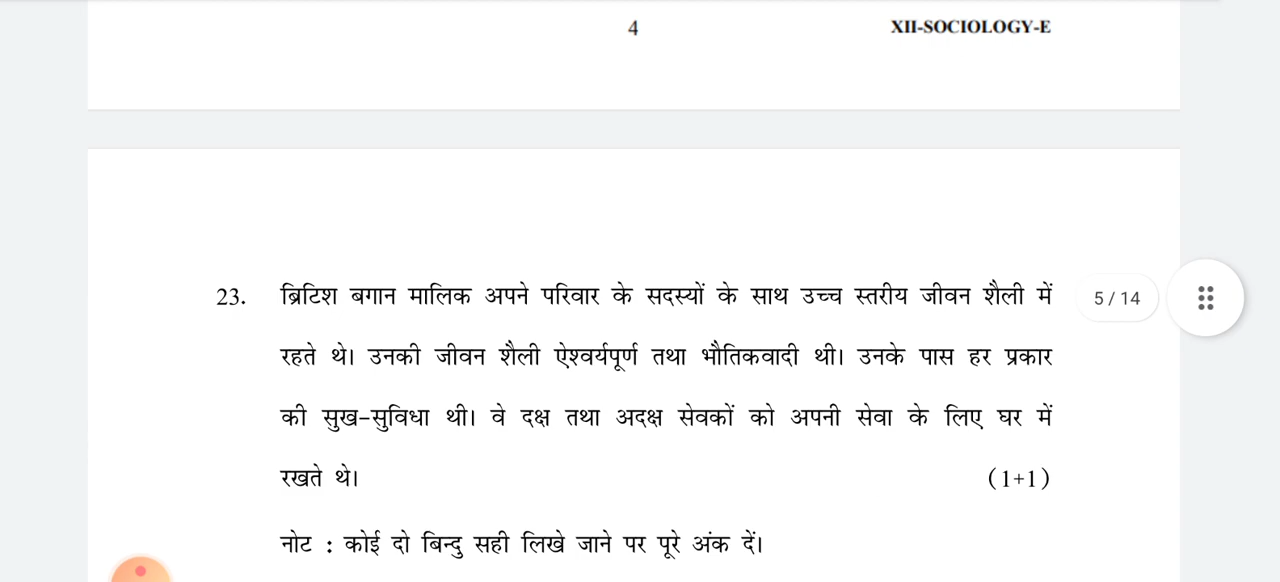 4
XII-SOCIOLOGY-E
23. ब्रिटिश बगान मालिक अपने परिवार के सदस्यों के साथ उच्च स्तरीय जीवन शैली में
5 / 14
रहते थे। उनकी जीवन शैली ऐश्वर्यपूर्ण तथा भौतिकवादी थी। उनके पास हर प्रकार
की सुख-सुविधा थी। वे दक्ष तथा अदक्ष सेवकों को अपनी सेवा के लिए घर में
रखते थे। (1+1)
नोट : कोई दो बिन्दु सही लिखे जाने पर पूरे अंक दें।